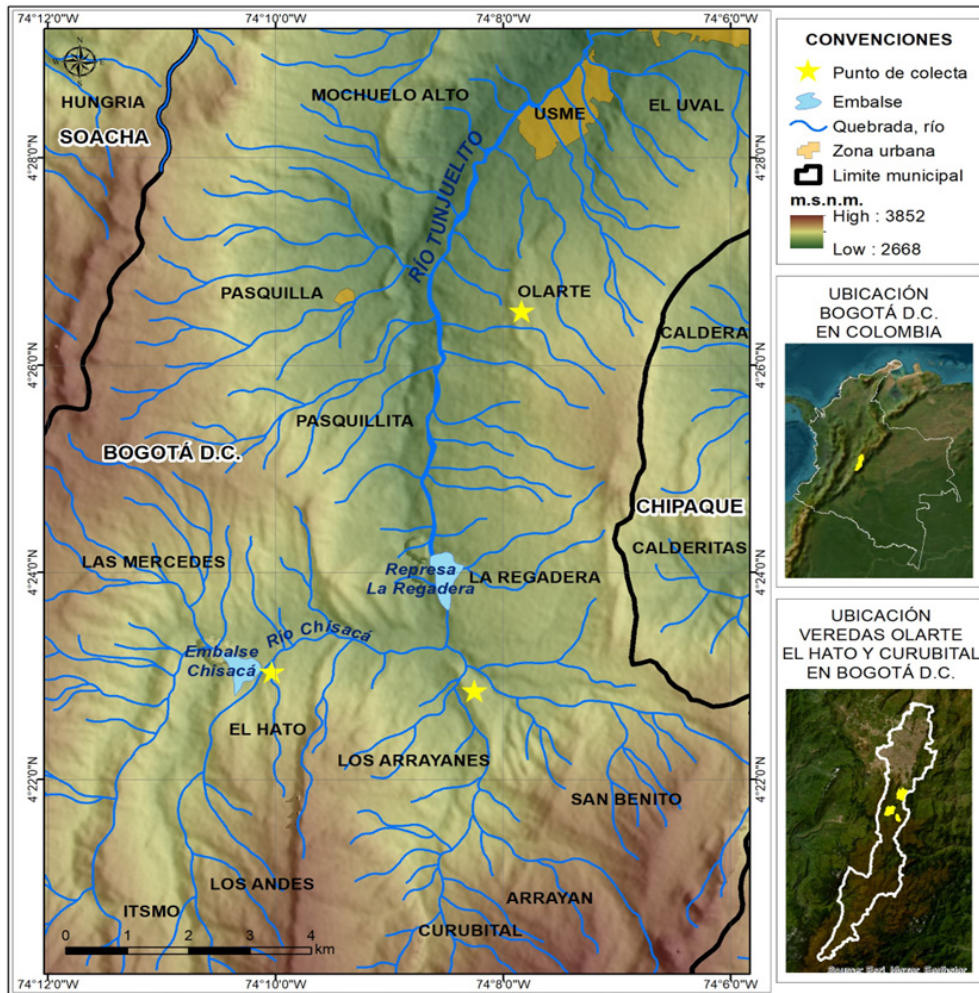 74°12'0"W
74°10'0"W
74°8'0"W
74°6'0"W
N
W
E
S
HUNGRIA
SOACHA
MOCHUELO ALTO
USME
EL UVAL
4°28'0"N
4°28'0"N
RÍO TUNJUELITO
PASQUILLA
OLARTE
CALDERA
4°26'0"N
4°26'0"N
PASQUILLITA
BOGOTÁ D.C.
CHIPAQUE
CALDERITAS
LAS MERCEDES
Represa
La Regadera
LA REGADERA
4°24'0"N
4°24'0"N
Río Chisacá
Embalse
Chisacá
EL HATO
LOS ARRAYANES
4°22'0"N
4°22'0"N
SAN BENITO
LOS ANDES
ARRAYAN
ITSMO
CURUBITAL
0 1 2 3 4
km
74°12'0"W
74°10'0"W
74°8'0"W
74°6'0"W
CONVENCIONES
Punto de colecta
Embalse
Quebrada, río
Zona urbana
Limite municipal
m.s.n.m.
High : 3852
Low : 2668
UBICACIÓN
BOGOTÁ D.C.
EN COLOMBIA
UBICACIÓN
VEREDAS OLARTE
EL HATO Y CURUBITAL
EN BOGOTÁ D.C.